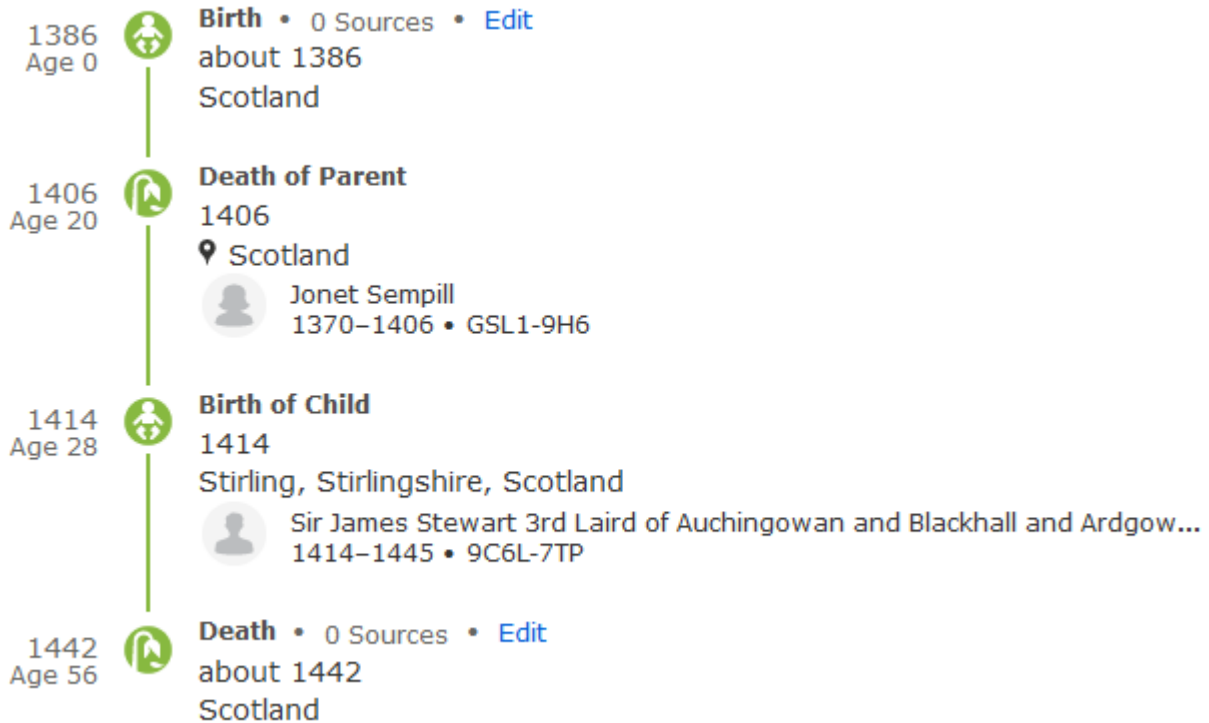 1386
Age 0
Birth • 0 Sources • Edit
about 1386
Scotland
1406
Age 20
Death of Parent
1406
Scotland
Jonet Sempill
1370–1406 • GSL1-9H6
1414
Age 28
Birth of Child
1414
Stirling, Stirlingshire, Scotland
Sir James Stewart 3rd Laird of Auchingowan and Blackhall and Ardgow...
1414–1445 • 9C6L-7TP
1442
Age 56
Death • 0 Sources • Edit
about 1442
Scotland